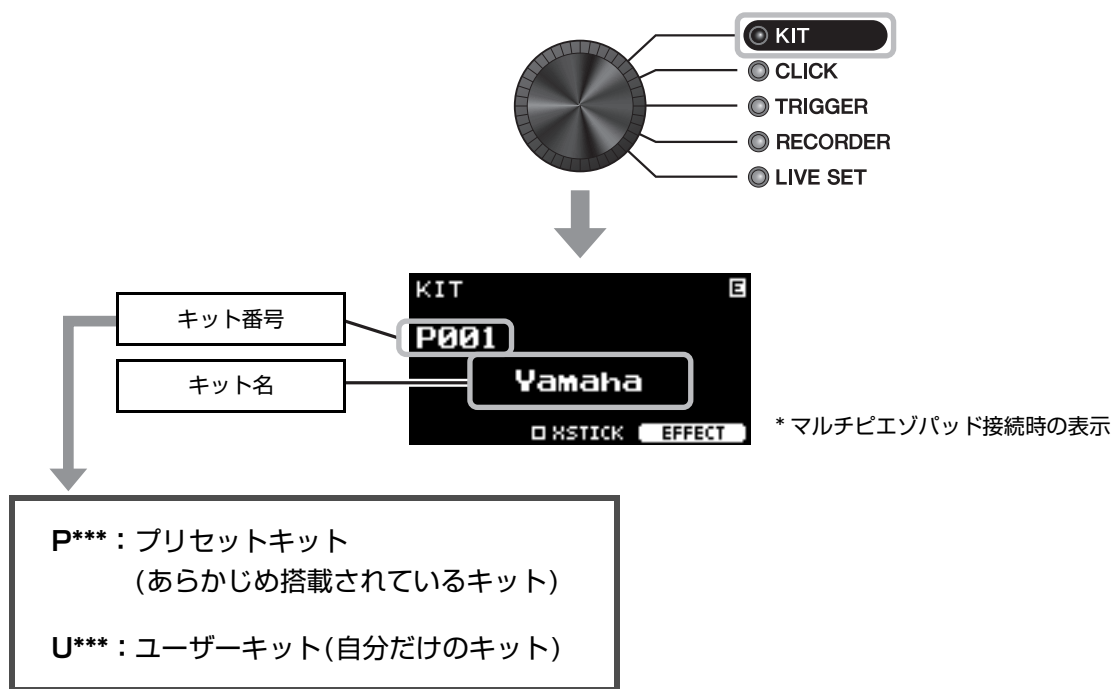 KIT
CLICK
TRIGGER
RECORDER
LIVE SET
KIT E
キット番号
P001
キット名
Yamaha
XSTICK EFFECT
* マルチピエゾパッド接続時の表示
P***：プリセットキット
(あらかじめ搭載されているキット)
U***：ユーザーキット(自分だけのキット)